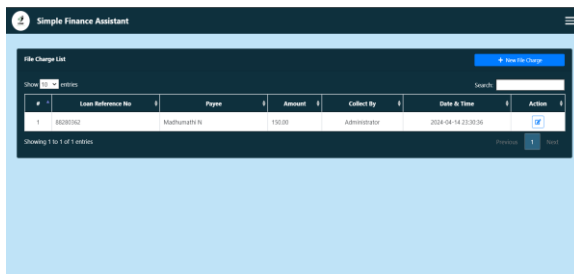 Simple Finance Assistant
File Charge List
+ New File Charge
Show 10 entries
Search:
# Loan Reference No Payee Amount Collect By Date & Time Action
1 88280362 Madhumathi N 150.00 Administrator 2024-04-14 23:30:36
Showing 1 to 1 of 1 entries
Previous 1 Next